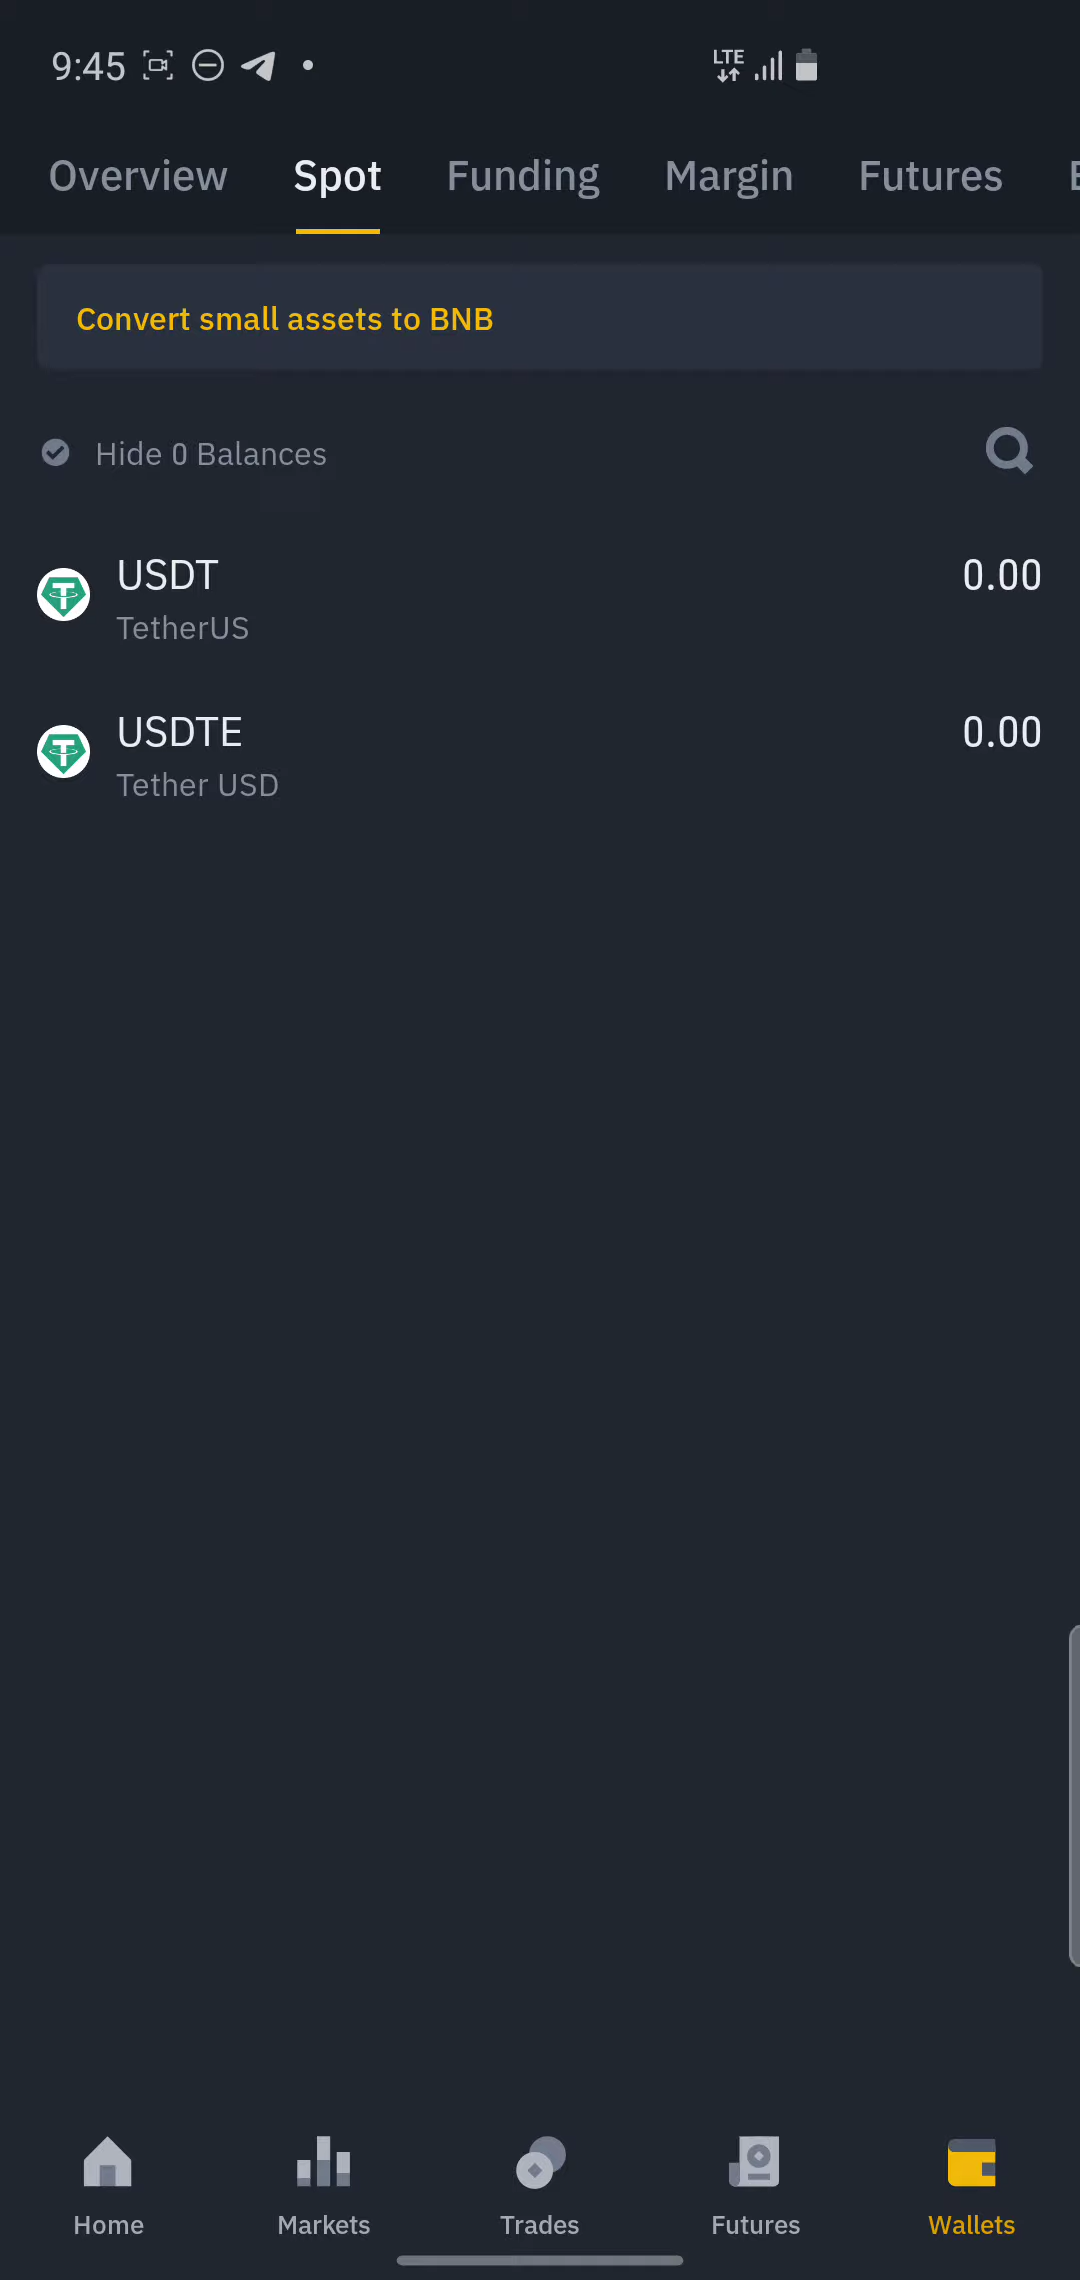 9:45
LTE
Overview Spot Funding Margin Futures
Convert small assets to BNB
Hide 0 Balances
USDT 0.00
TetherUS
USDTE 0.00
Tether USD
Home Markets Trades Futures Wallets